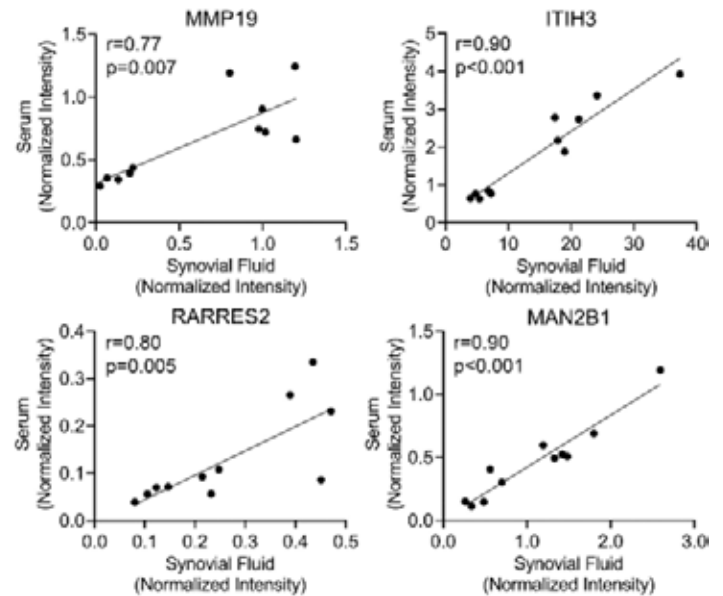 MMP19
r=0.77
p=0.007
1.5
1.0
0.5
0.0
Serum
(Normalized Intensity)
0.0 0.5 1.0 1.5
Synovial Fluid
(Normalized Intensity)
ITIH3
r=0.90
p<0.001
5
4
3
2
1
0
Serum
(Normalized Intensity)
0 10 20 30 40
Synovial Fluid
(Normalized Intensity)
RARRES2
r=0.80
p=0.005
0.4
0.3
0.2
0.1
0.0
Serum
(Normalized Intensity)
0.0 0.1 0.2 0.3 0.4 0.5
Synovial Fluid
(Normalized Intensity)
MAN2B1
r=0.90
p<0.001
1.5
1.0
0.5
0.0
Serum
(Normalized Intensity)
0.0 1.0 2.0 3.0
Synovial Fluid
(Normalized Intensity)